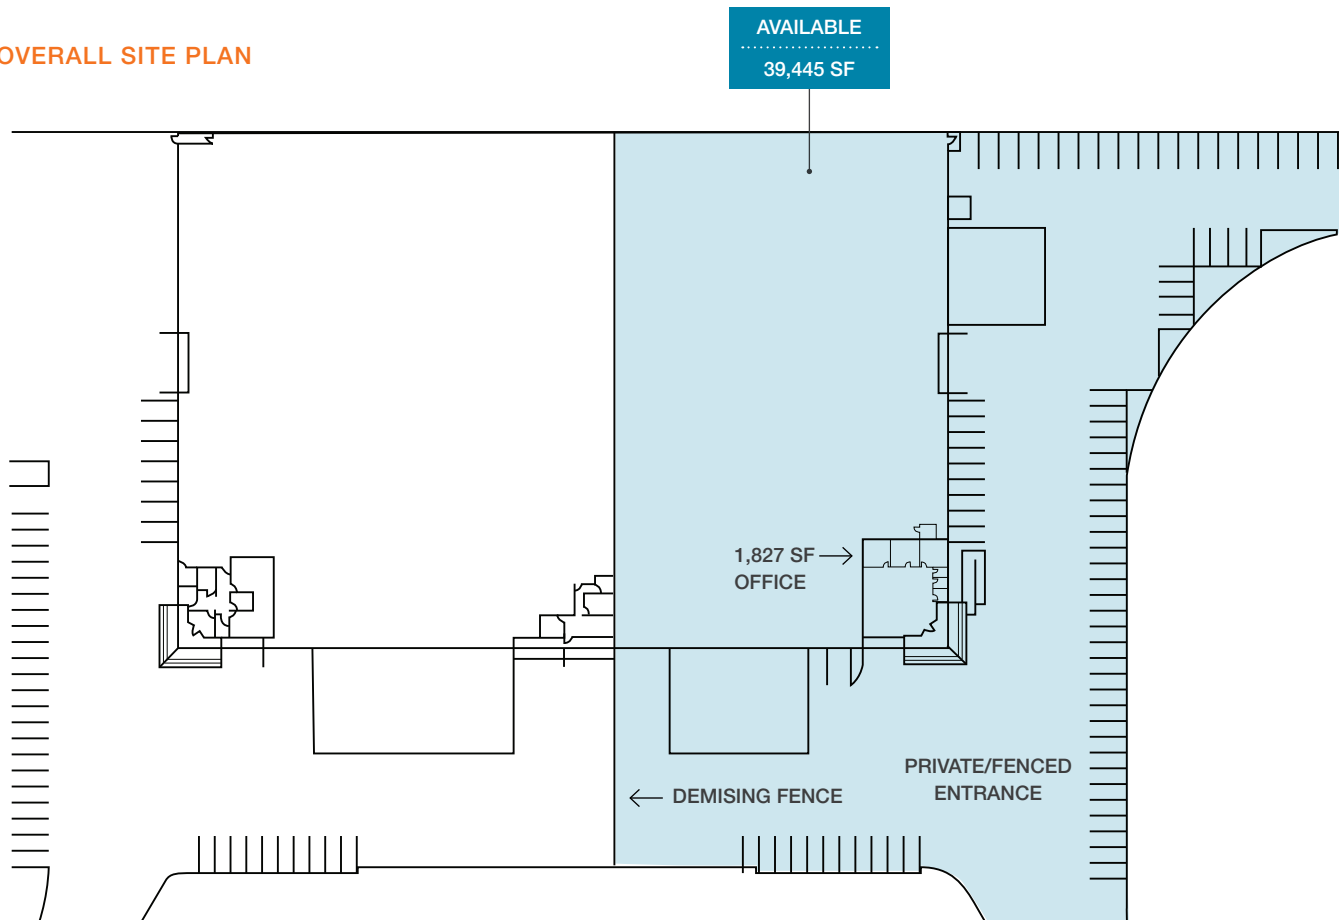 OVERALL SITE PLAN
AVAILABLE
39,445 SF
1,827 SF
OFFICE
PRIVATE/FENCED
ENTRANCE
DEMISING FENCE